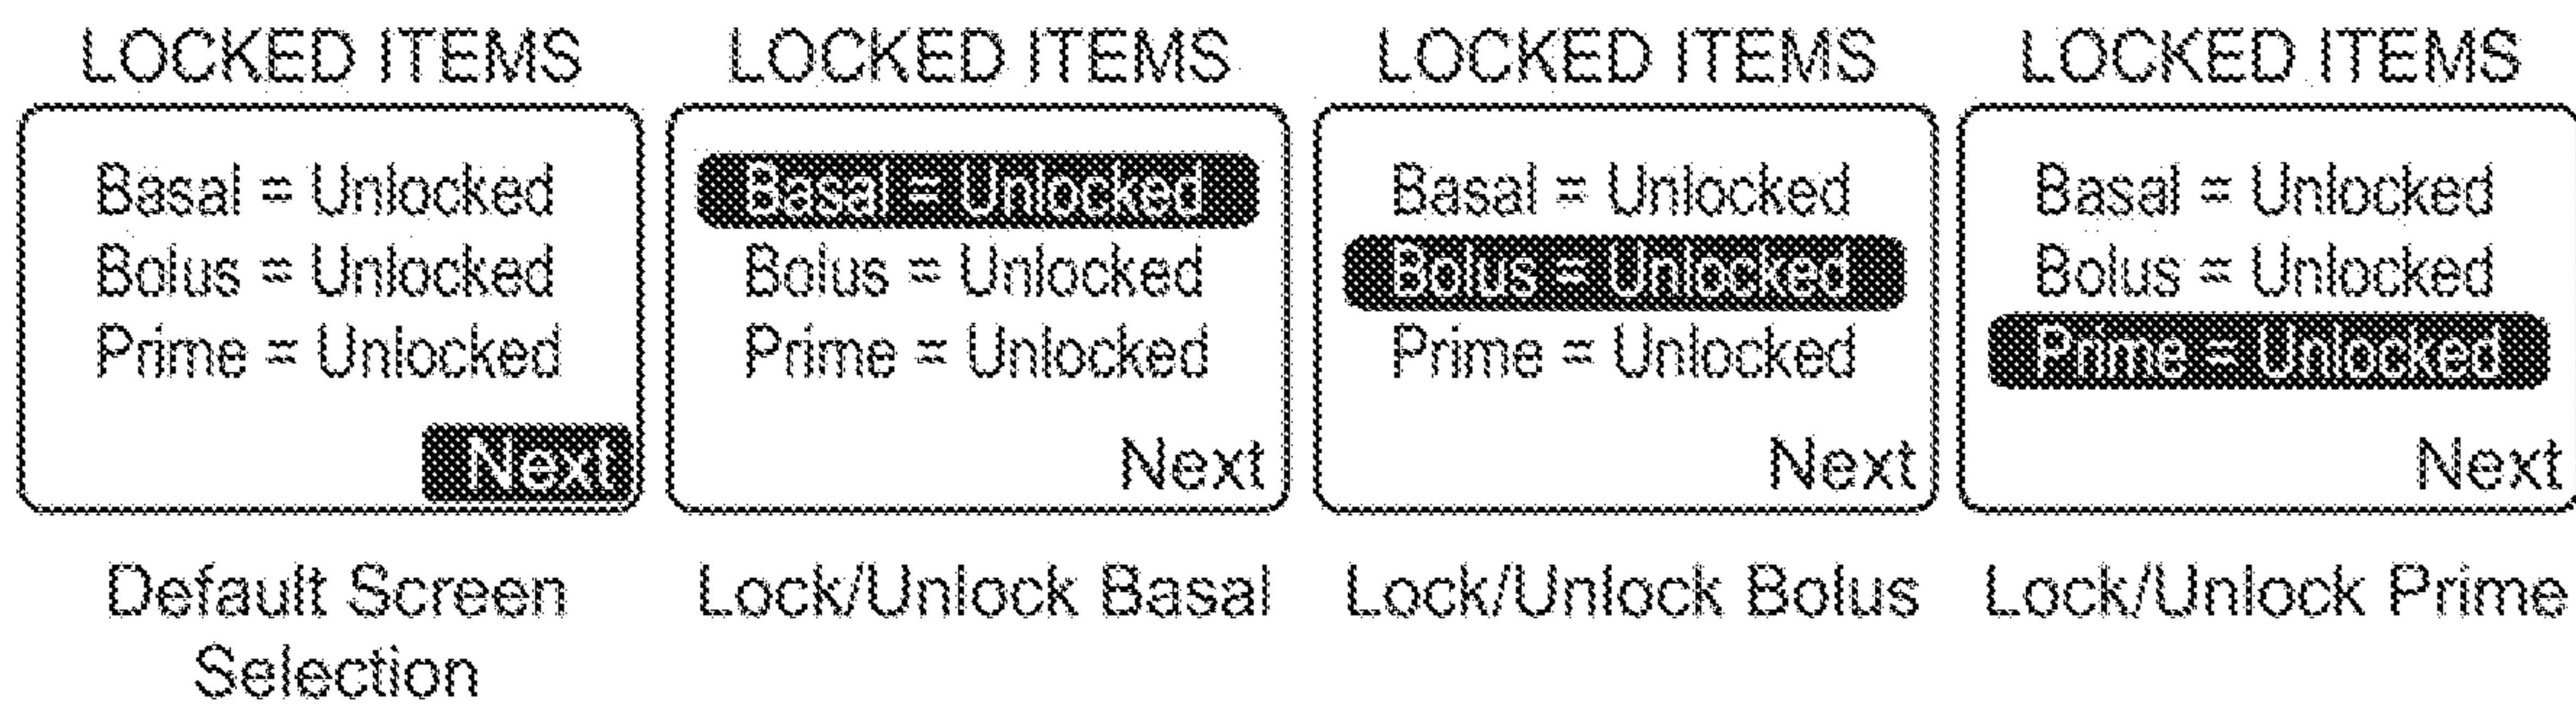 LOCKED ITEMS
Basal = Unlocked
Bolus = Unlocked
Prime = Unlocked
Next
Default Screen
Selection
LOCKED ITEMS
Basal = Unlocked
Bolus = Unlocked
Prime = Unlocked
Next
Lock/Unlock Basal
LOCKED ITEMS
Basal = Unlocked
Bolus = Unlocked
Prime = Unlocked
Next
Lock/Unlock Bolus
LOCKED ITEMS
Basal = Unlocked
Bolus = Unlocked
Prime = Unlocked
Next
Lock/Unlock Prime